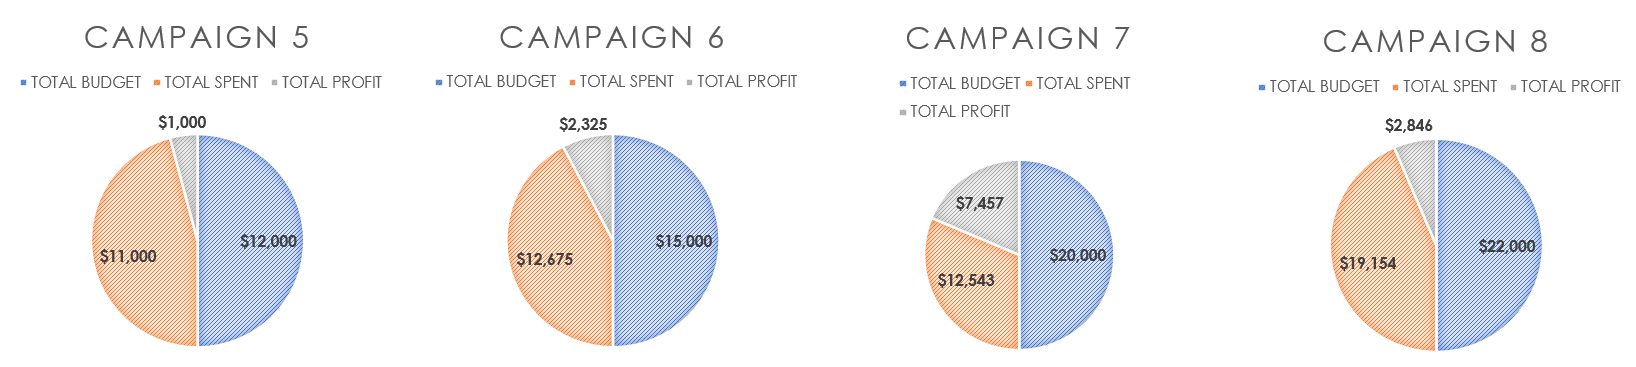 CAMPAIGN 5
TOTAL BUDGET TOTAL SPENT TOTAL PROFIT
$1,000
$12,000
$11,000
CAMPAIGN 6
TOTAL BUDGET TOTAL SPENT TOTAL PROFIT
$2,325
$15,000
$12,675
CAMPAIGN 7
TOTAL BUDGET TOTAL SPENT
TOTAL PROFIT
$7,457
$20,000
$12,543
CAMPAIGN 8
TOTAL BUDGET TOTAL SPENT TOTAL PROFIT
$2,846
$22,000
$19,154